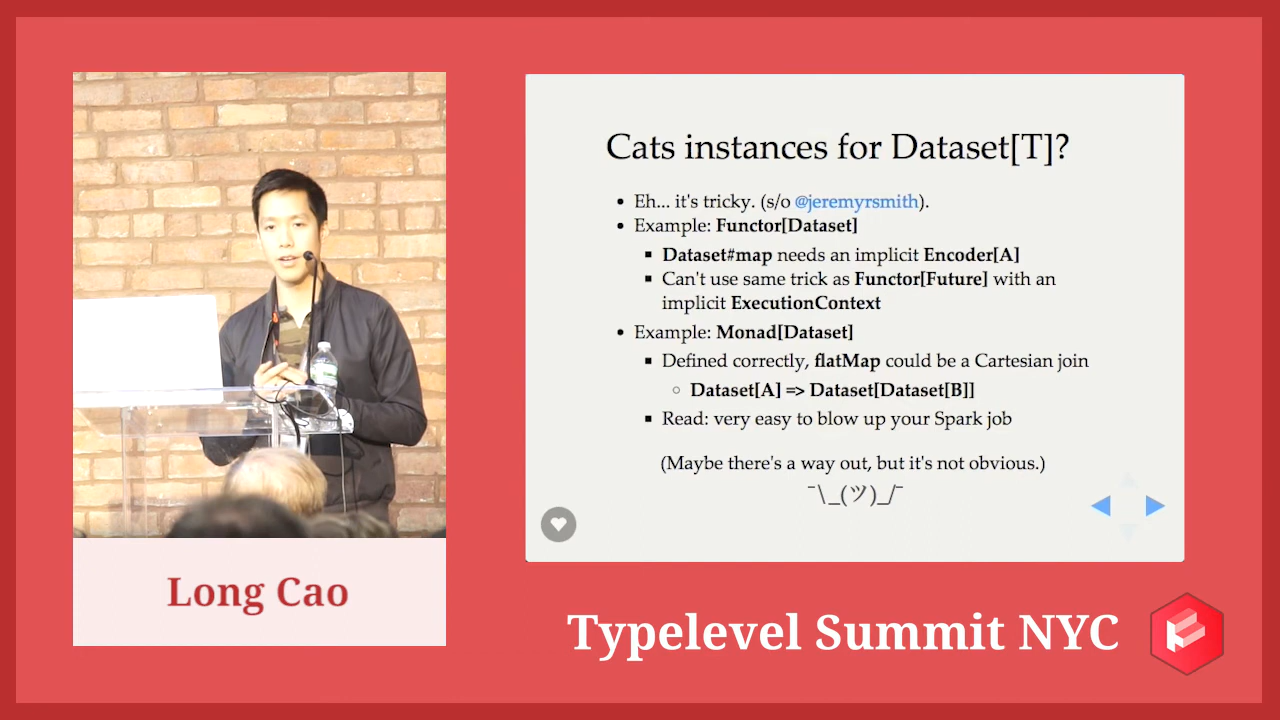 Cats instances for Dataset[T]?
• Eh... it's tricky. (s/o @jeremyrsmith).
• Example: Functor[Dataset]
▪ Dataset#map needs an implicit Encoder[A]
▪ Can't use same trick as Functor[Future] with an
implicit ExecutionContext
• Example: Monad[Dataset]
▪ Defined correctly, flatMap could be a Cartesian join
○ Dataset[A] => Dataset[Dataset[B]]
▪ Read: very easy to blow up your Spark job
(Maybe there's a way out, but it's not obvious.)
¯\_(ツ)_/¯
Long Cao
Typelevel Summit NYC